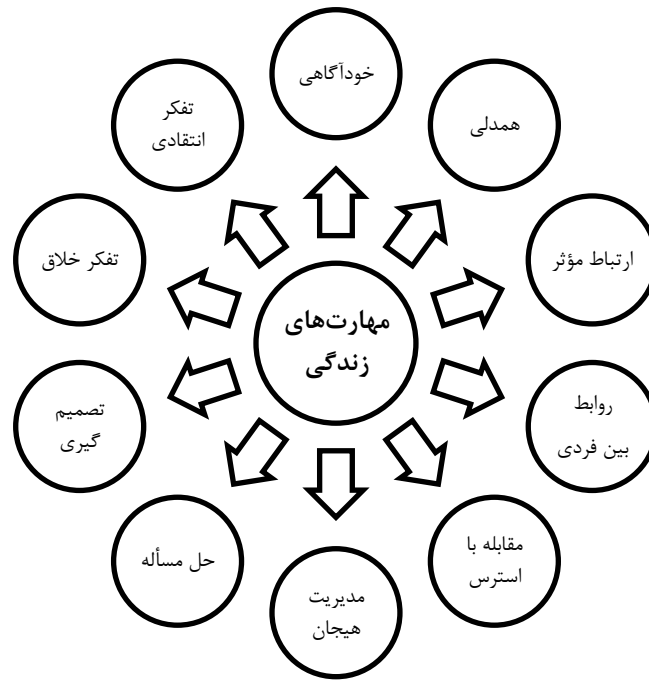 خودآگاهی
همدلی
ارتباط مؤثر
روابط
بین فردی
مقابله با
استرس
مدیریت
هیجان
حل مسأله
تصمیم
گیری
تفکر خلاق
تفکر
انتقادی
مهارت‌های
زندگی